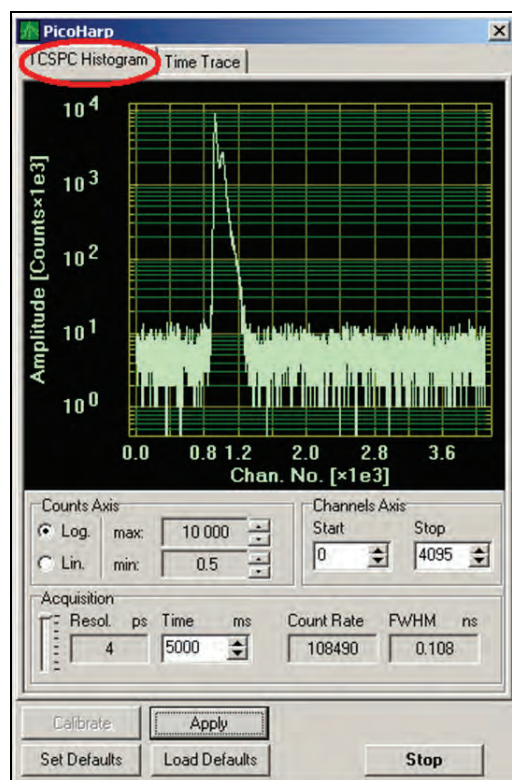 PicoHarp
TCSPC Histogram Time Trace
10⁴
10³
10²
10¹
10⁰
Amplitude [Counts×1e3]
0.0 0.8 1.2 2.0 2.8 3.6
Chan. No. [×1e3]
Counts Axis
Log. max: 10 000
Lin. min: 0.5
Channels Axis
Start Stop
0 4095
Acquisition
Resol. ps Time ms Count Rate FWHM ns
4 5000 108490 0.108
Calibrate Apply
Set Defaults Load Defaults Stop